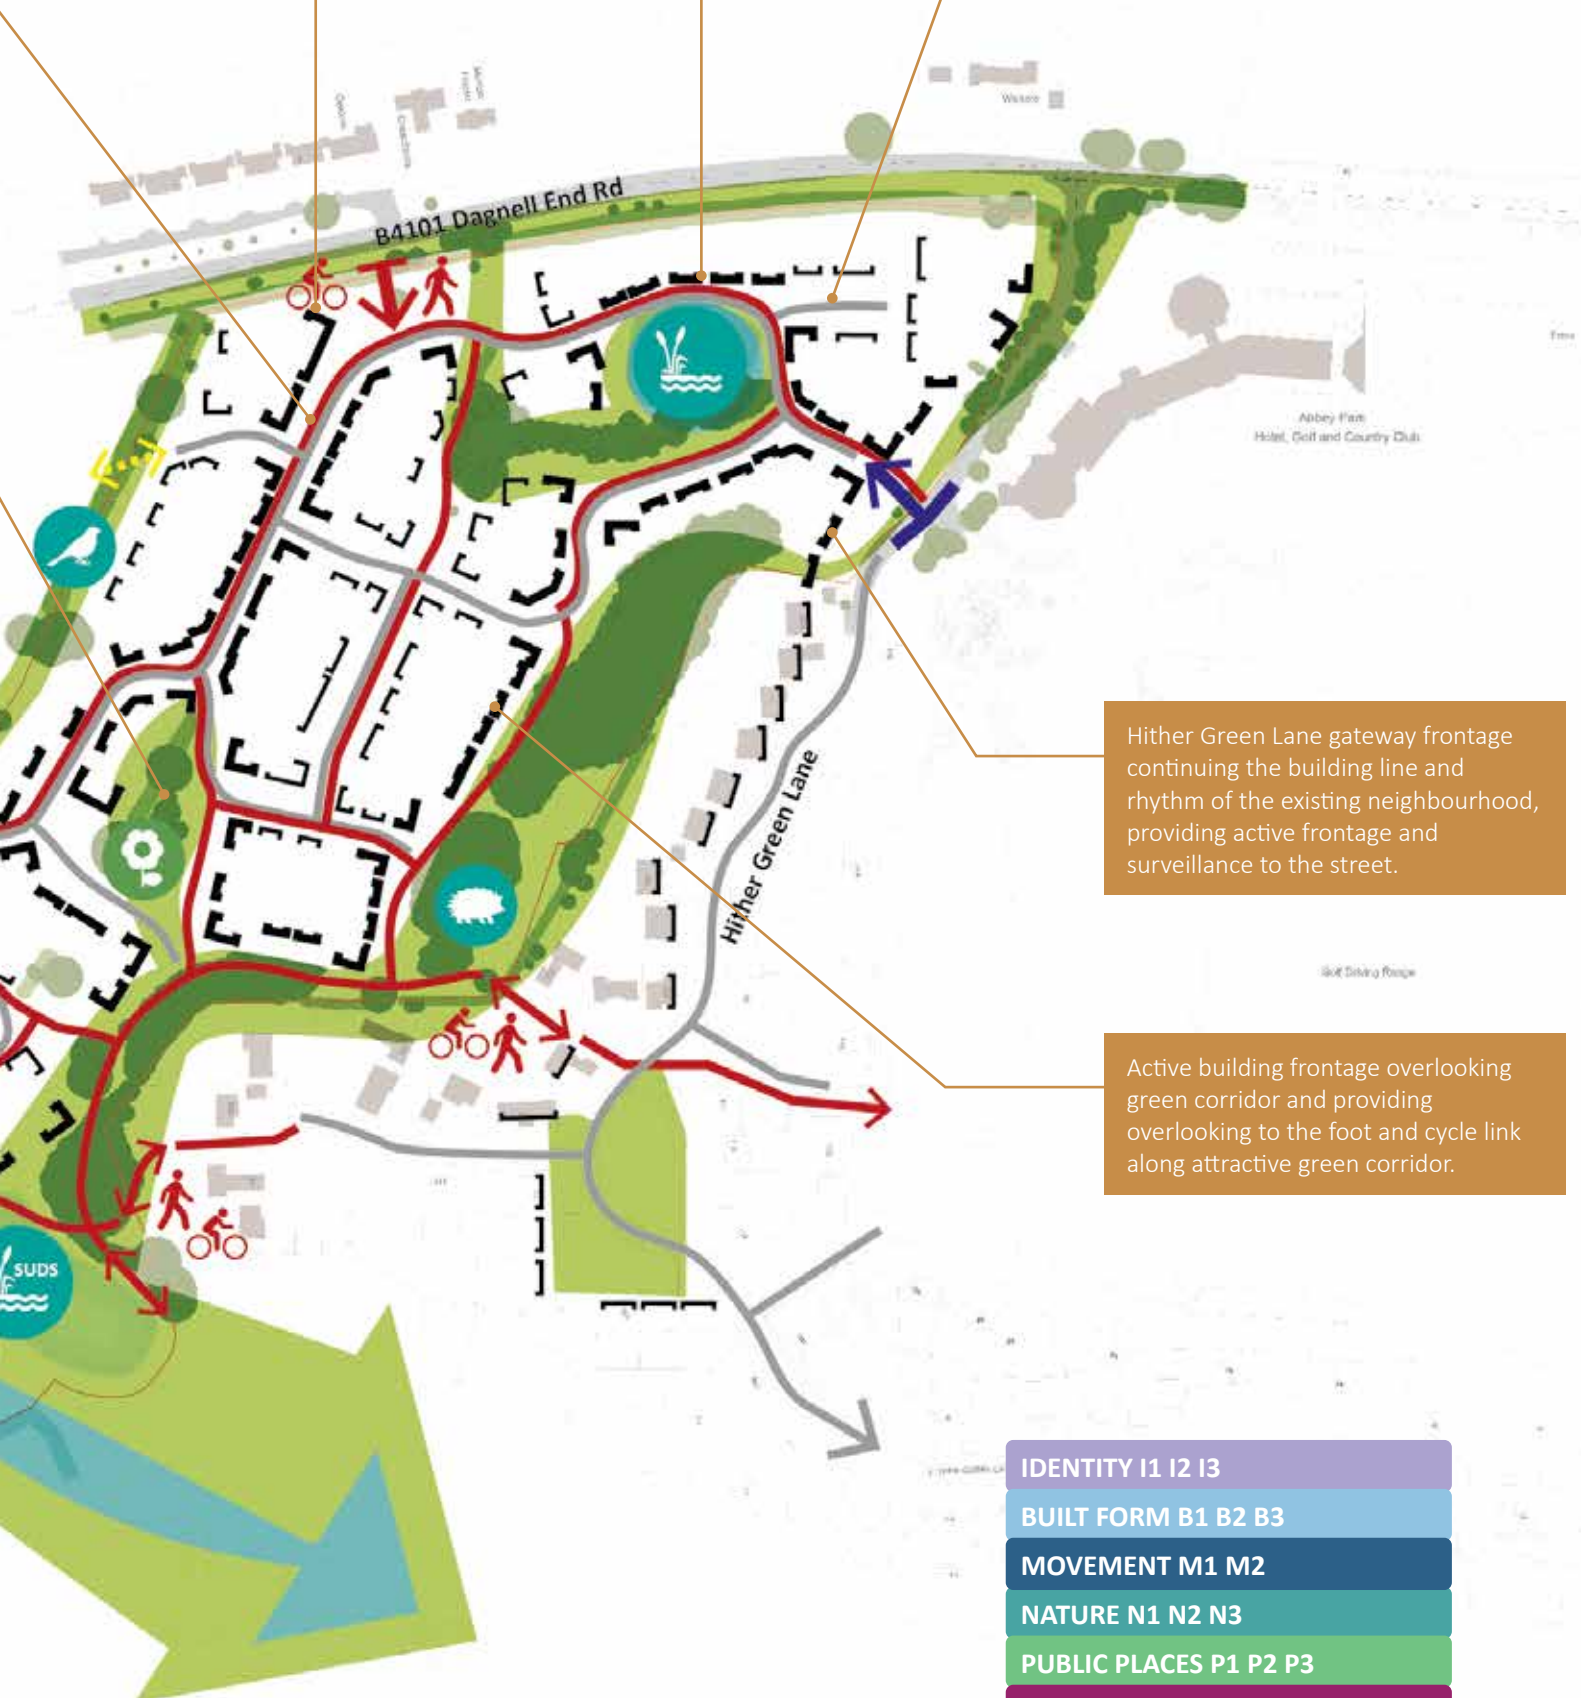 Walkers
B4101 Dagnell End Rd
Abbey Park
Hotel, Golf and Country Club
Hither Green Lane gateway frontage
continuing the building line and
rhythm of the existing neighbourhood,
providing active frontage and
surveillance to the street.
Hither Green Lane
Golf Driving Range
Active building frontage overlooking
green corridor and providing
overlooking to the foot and cycle link
along attractive green corridor.
SUDS
IDENTITY I1 I2 I3
BUILT FORM B1 B2 B3
MOVEMENT M1 M2
NATURE N1 N2 N3
PUBLIC PLACES P1 P2 P3